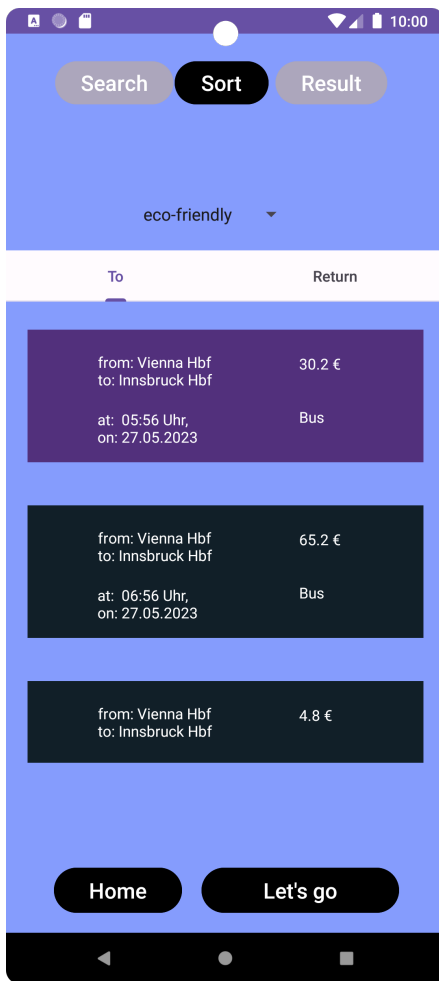 10:00
Search Sort Result
eco-friendly
To Return
from: Vienna Hbf 30.2 €
to: Innsbruck Hbf
at:  05:56 Uhr, Bus
on: 27.05.2023
from: Vienna Hbf 65.2 €
to: Innsbruck Hbf
at:  06:56 Uhr, Bus
on: 27.05.2023
from: Vienna Hbf 4.8 €
to: Innsbruck Hbf
Home Let's go